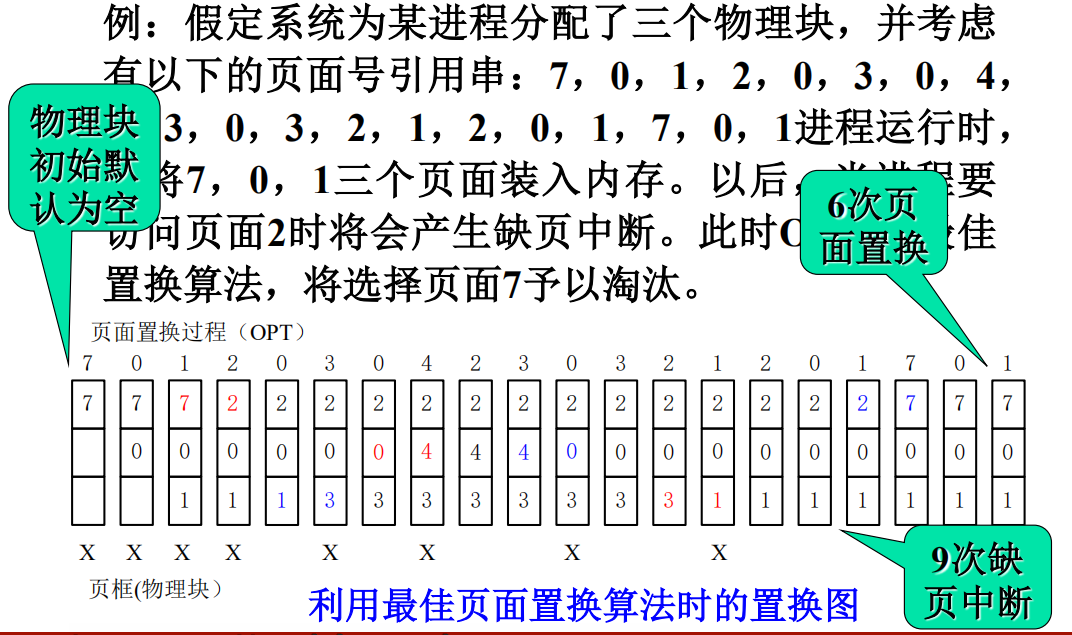 例：假定系统为某进程分配了三个物理块，并考虑
有以下的页面号引用串：7，0，1，2，0，3，0，4，
3，0，3，2，1，2，0，1，7，0，1进程运行时，
将7，0，1三个页面装入内存。以后，当进程要
访问页面2时将会产生缺页中断。此时O 佳
置换算法，将选择页面7予以淘汰。
物理块
初始默
认为空
6次页
面置换
页面置换过程（OPT）
7 0 1 2 0 3 0 4 2 3 0 3 2 1 2 0 1 7 0 1
7 7 7 2 2 2 2 2 2 2 2 2 2 2 2 2 2 7 7 7
0 0 0 0 0 0 4 4 4 0 0 0 0 0 0 0 0 0 0
1 1 1 3 3 3 3 3 3 3 3 1 1 1 1 1 1 1
X X X X X X X X
页框(物理块）
9次缺
页中断
利用最佳页面置换算法时的置换图